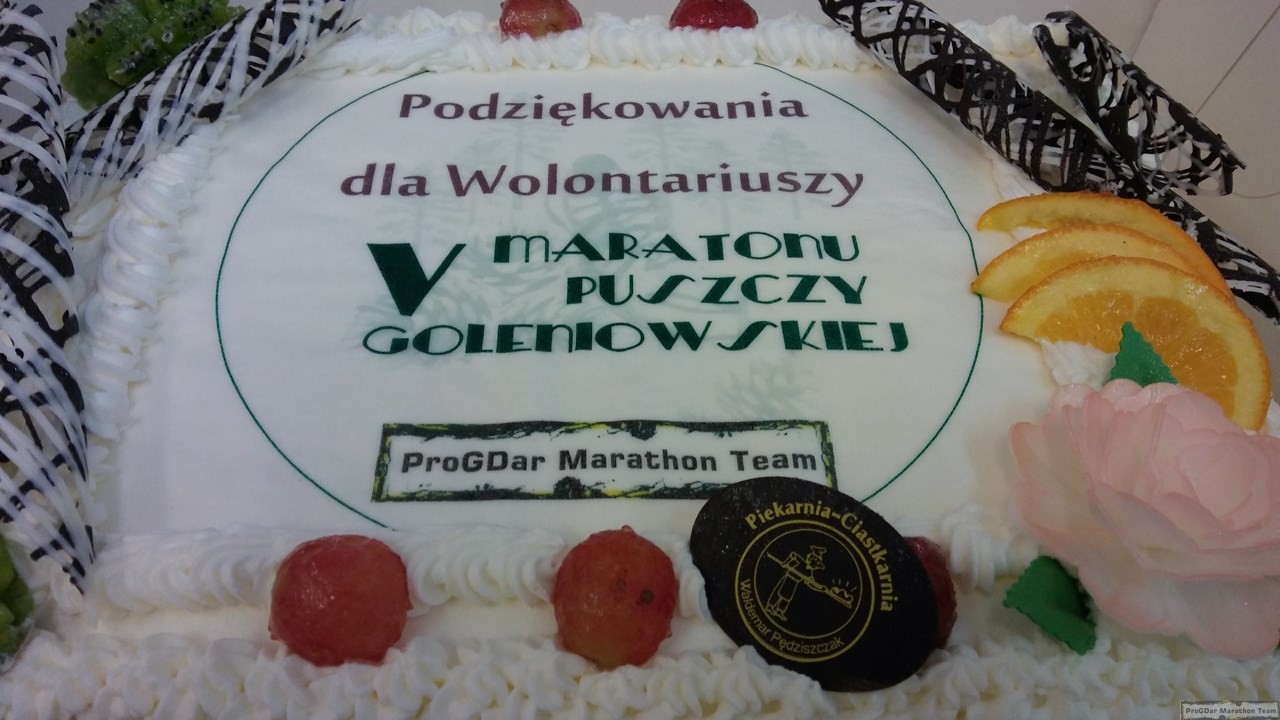 Podziękowania
dla Wolontariuszy
V MARATONU
PUSZCZY
GOLENIOWSKIEJ
ProGDar Marathon Team
Piekarnia-Ciastkarnia
Waldemar Pędziszczak
ProGDar Marathon Team